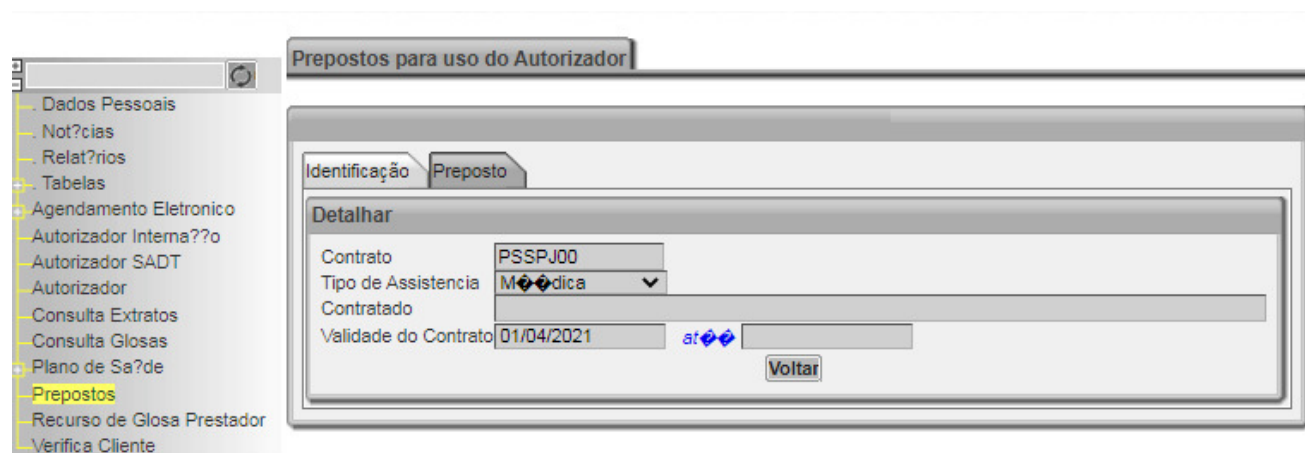 Prepostos para uso do Autorizador
. Dados Pessoais
. Not?cias
. Relat?rios
. Tabelas
Agendamento Eletronico
Autorizador Interna??o
Autorizador SADT
Autorizador
Consulta Extratos
Consulta Glosas
Plano de Sa?de
Prepostos
Recurso de Glosa Prestador
Verifica Cliente
Identificação Preposto
Detalhar
Contrato PSSPJ00
Tipo de Assistencia M��dica
Contratado
Validade do Contrato 01/04/2021 at��
Voltar